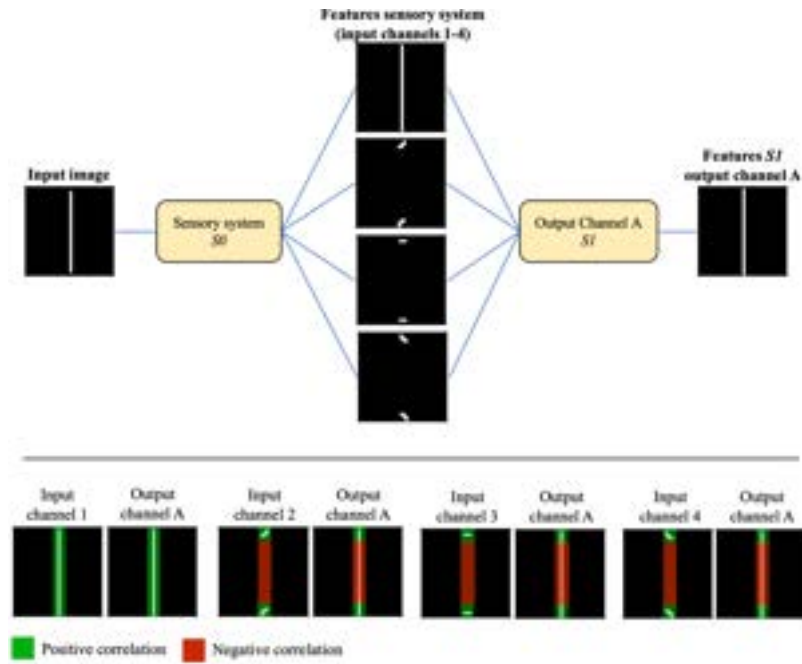 Features sensory system
(input channels 1-4)
Input image
Sensory system
S0
Output Channel A
S1
Features S1
output channel A
Input
channel 1
Output
channel A
Input
channel 2
Output
channel A
Input
channel 3
Output
channel A
Input
channel 4
Output
channel A
Positive correlation
Negative correlation